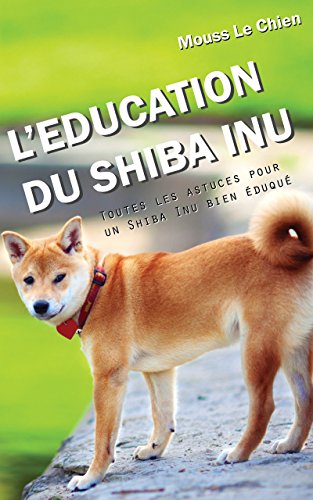 Mouss Le Chien
L'EDUCATION
DU SHIBA INU
Toutes les astuces pour
un Shiba Inu bien éduqué